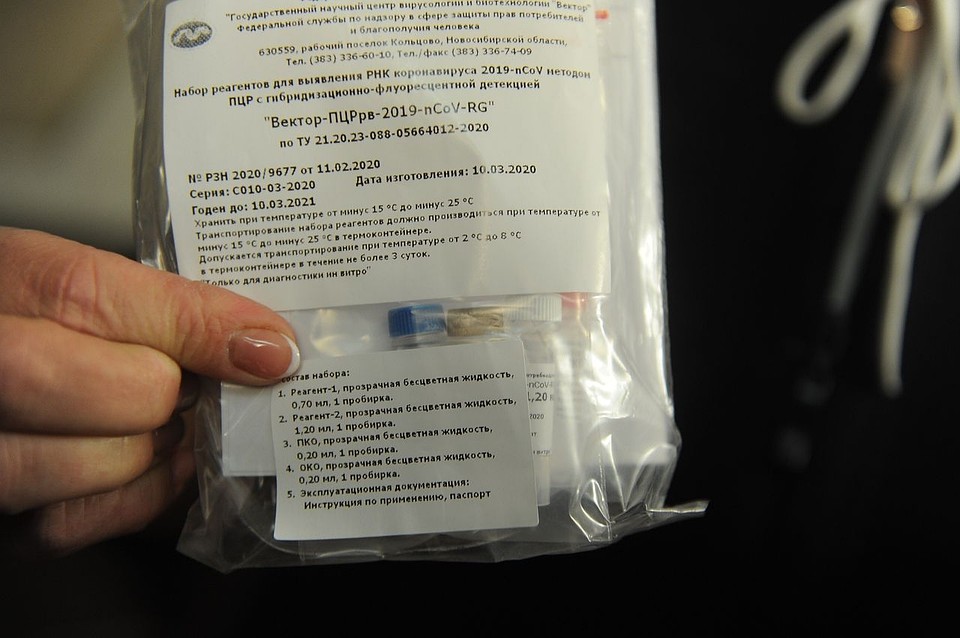 "Государственный научный центр вирусологии и биотехнологии "Вектор"
Федеральной службы по надзору в сфере защиты прав потребителей
и благополучия человека
630559, рабочий поселок Кольцово, Новосибирской области,
Тел. (383) 336-60-10, Тел./факс (383) 336-74-09
Набор реагентов для выявления РНК коронавируса 2019-nCoV методом
ПЦР с гибридизационно-флуоресцентной детекцией
"Вектор-ПЦРрв-2019-nCoV-RG"
по ТУ 21.20.23-088-05664012-2020
№ РЗН 2020/9677 от 11.02.2020
Серия: С010-03-2020 Дата изготовления: 10.03.2020
Годен до: 10.03.2021
Хранить при температуре от минус 15 °С до минус 25 °С
Транспортирование набора реагентов должно производиться при температуре от
минус 15 °С до минус 25 °С в термоконтейнере.
Допускается транспортирование при температуре от 2 °С до 8 °С
в термоконтейнере в течение не более 3 суток.
"Только для диагностики ин витро"
Состав набора:
1. Реагент-1, прозрачная бесцветная жидкость,
0,70 мл, 1 пробирка.
2. Реагент-2, прозрачная бесцветная жидкость,
1,20 мл, 1 пробирка.
3. ПКО, прозрачная бесцветная жидкость,
0,20 мл, 1 пробирка.
4. ОКО, прозрачная бесцветная жидкость,
0,20 мл, 1 пробирка.
5. Эксплуатационная документация:
Инструкция по применению, паспорт